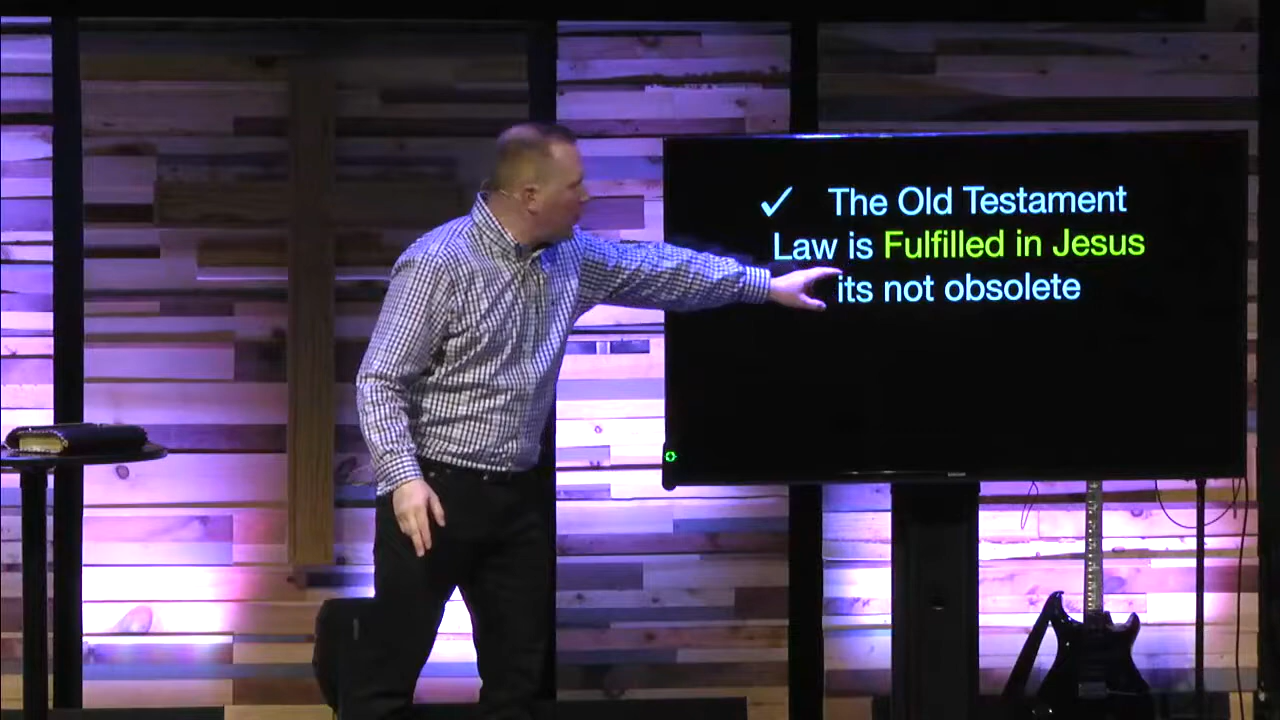 ✓ The Old Testament
Law is Fulfilled in Jesus
its not obsolete